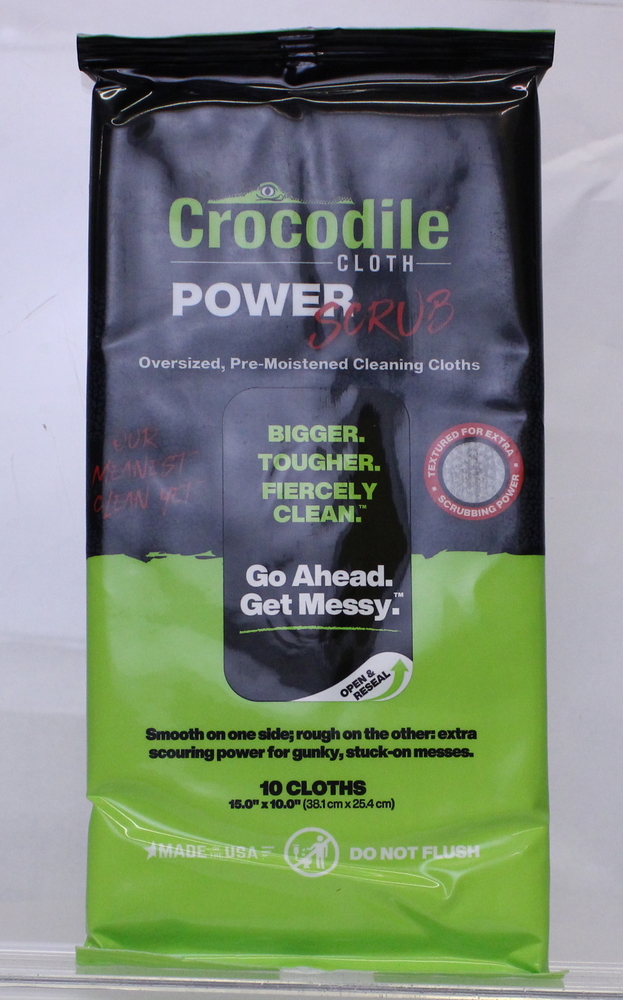 Crocodile
CLOTH
POWER
SCRUB
Oversized, Pre-Moistened Cleaning Cloths
OUR
MEANEST
CLEAN YET
BIGGER.
TOUGHER.
FIERCELY
CLEAN.™
TEXTURED FOR EXTRA
SCRUBBING POWER
Go Ahead.
Get Messy.™
OPEN &
RESEAL
Smooth on one side; rough on the other: extra
scouring power for gunky, stuck-on messes.
10 CLOTHS
15.0" x 10.0" (38.1 cm x 25.4 cm)
MADE USA
DO NOT FLUSH